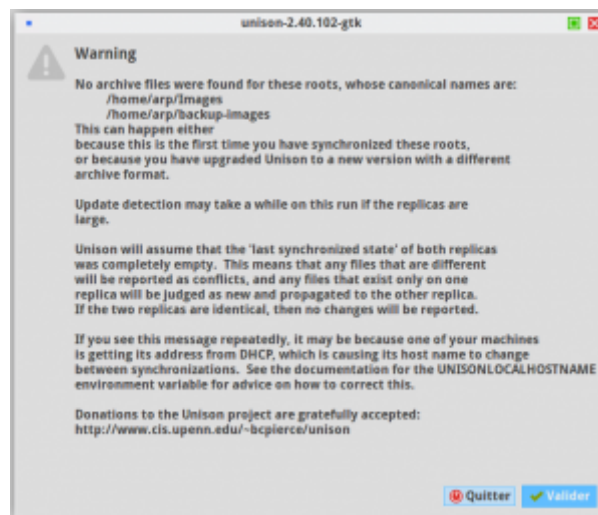 unison-2.40.102-gtk
Warning
No archive files were found for these roots, whose canonical names are:
/home/arp/Images
/home/arp/backup-images
This can happen either
because this is the first time you have synchronized these roots,
or because you have upgraded Unison to a new version with a different
archive format.
Update detection may take a while on this run if the replicas are
large.
Unison will assume that the 'last synchronized state' of both replicas
was completely empty.  This means that any files that are different
will be reported as conflicts, and any files that exist only on one
replica will be judged as new and propagated to the other replica.
If the two replicas are identical, then no changes will be reported.
If you see this message repeatedly, it may be because one of your machines
is getting its address from DHCP, which is causing its host name to change
between synchronizations.  See the documentation for the UNISONLOCALHOSTNAME
environment variable for advice on how to correct this.
Donations to the Unison project are gratefully accepted:
http://www.cis.upenn.edu/~bcpierce/unison
Quitter Valider